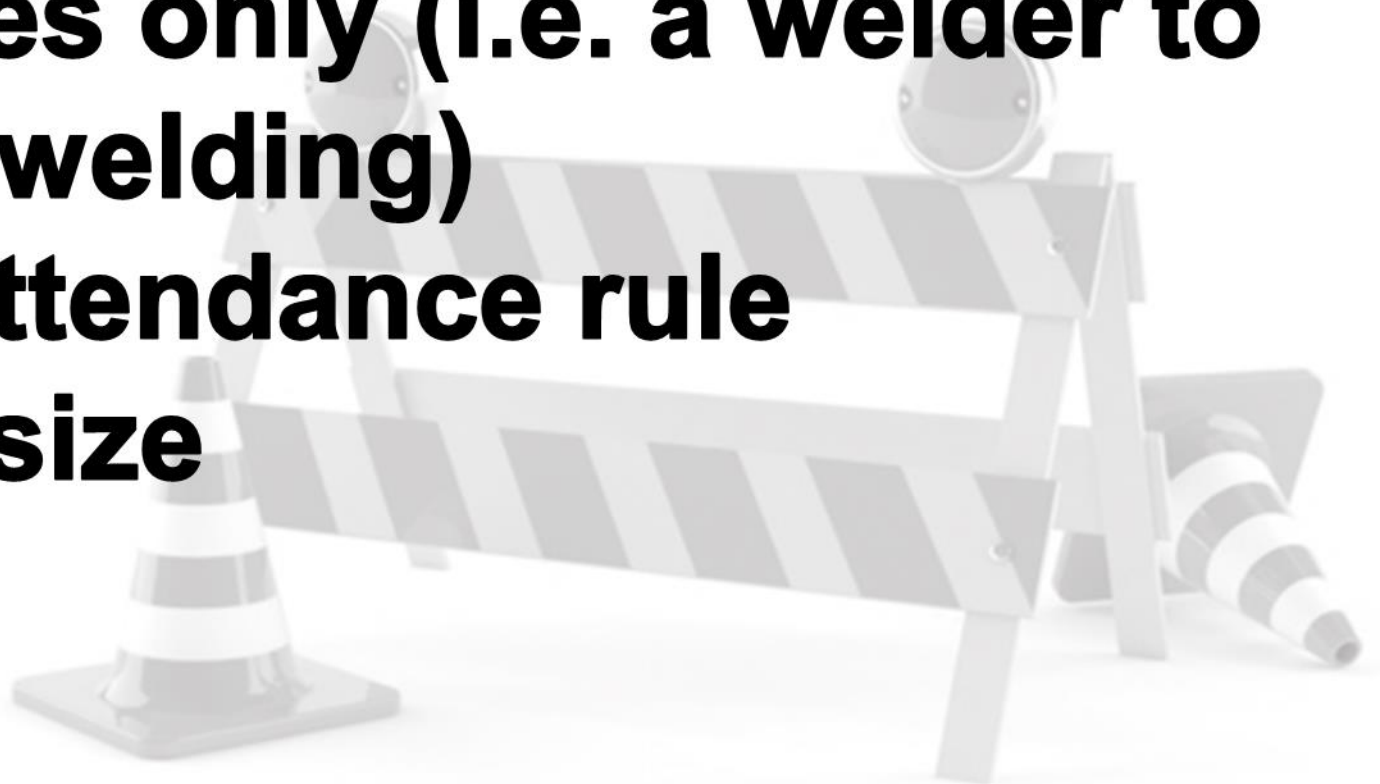 es only (i.e. a welder to
welding)
ttendance rule
size